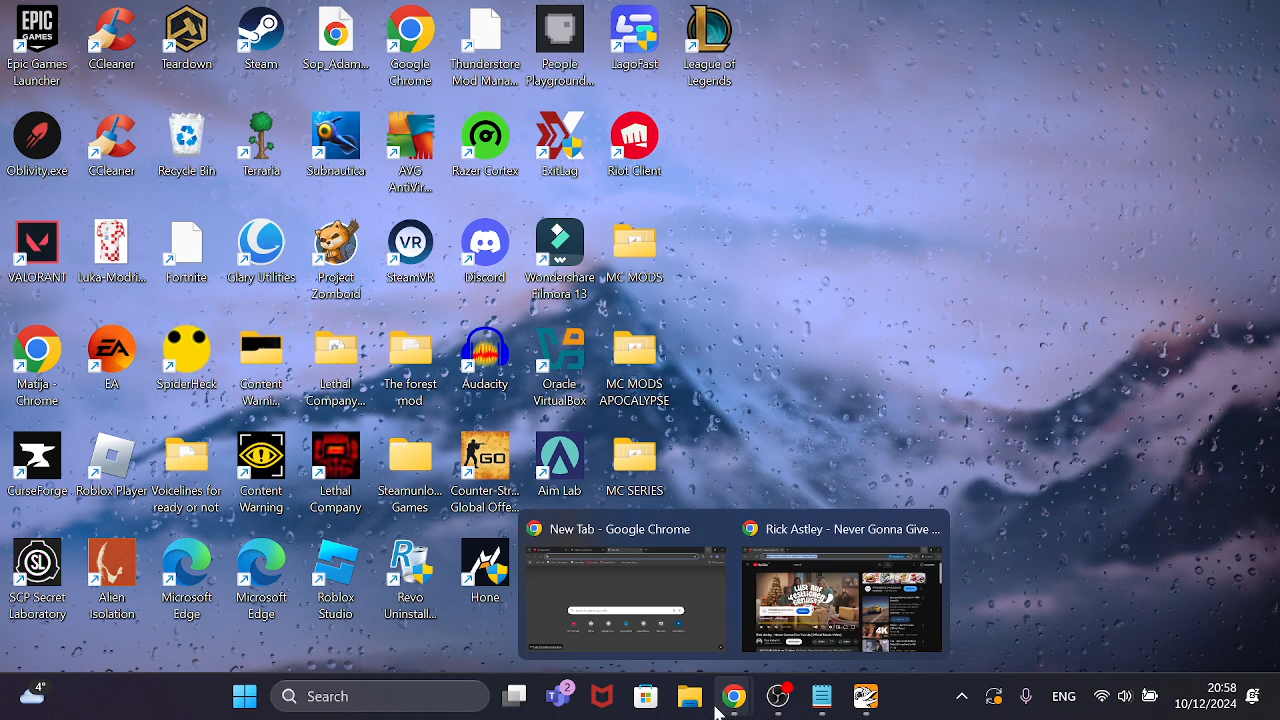 Epic Games
Launcher
CCleaner
Teardown
Steam
Sop_Adam...
Google
Chrome
Thunderstore
Mod Mana...
People
Playground...
LagoFast
League of
Legends
Oblivity.exe
CCleaner
Recycle Bin
Terraria
Subnautica
AVG
AntiVir...
Razer Cortex
ExitLag
Riot Client
VALORANT
Luka-Modri...
Fortnite
Glary Utilities
Project
Zomboid
SteamVR
Discord
Wondershare
Filmora 13
MC MODS
Matija -
Chrome
EA
SpiderHeck
Content
Warni...
Lethal
Company...
The forest
mod
Audacity
Oracle
VirtualBox
MC MODS
APOCALYPSE
CurseForge
Roblox Player
Voicelines for
ready or not
Content
Warning
Lethal
Company
Steamunlo...
Games
Counter-Str...
Global Offe...
Aim Lab
MC SERIES
SCP Secret
Laboratory
Alien
Isolation
Microsoft
Edge
Microsoft
Edge
Roblox
Studio
Revo
Uninstall...
Hone
New Tab - Google Chrome
Rick Astley - Never Gonna Give ...
4°
Search
2
ENG
20:58
10/12/2024